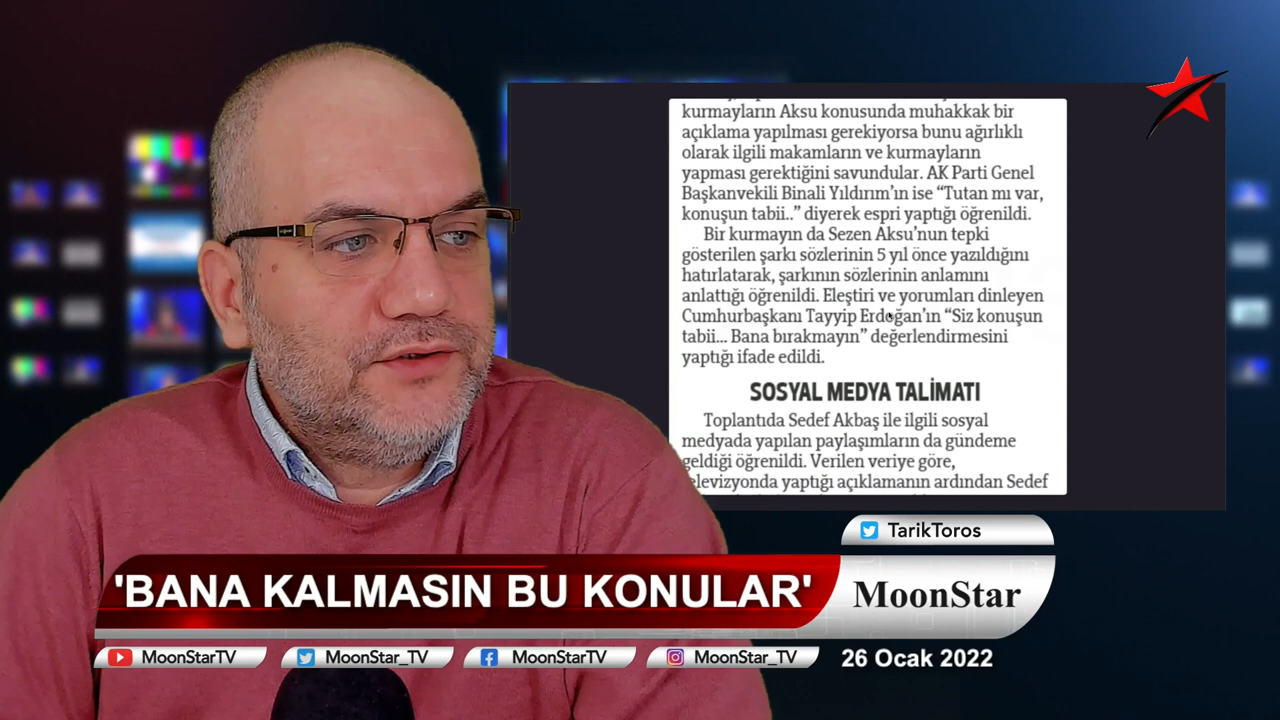 kurmayların Aksu konusunda muhakkak bir
açıklama yapılması gerekiyorsa bunu ağırlıklı
olarak ilgili makamların ve kurmayların
yapması gerektiğini savundular. AK Parti Genel
Başkanvekili Binali Yıldırım’ın ise “Tutan mı var,
konuşun tabii..” diyerek espri yaptığı öğrenildi.
Bir kurmayın da Sezen Aksu’nun tepki
gösterilen şarkı sözlerinin 5 yıl önce yazıldığını
hatırlatarak, şarkının sözlerinin anlamını
anlattığı öğrenildi. Eleştiri ve yorumları dinleyen
Cumhurbaşkanı Tayyip Erdoğan’ın “Siz konuşun
tabii... Bana bırakmayın” değerlendirmesini
yaptığı ifade edildi.
SOSYAL MEDYA TALİMATI
Toplantıda Sedef Akbaş ile ilgili sosyal
medyada yapılan paylaşımların da gündeme
geldiği öğrenildi. Verilen veriye göre,
televizyonda yaptığı açıklamanın ardından Sedef
TarikToros
'BANA KALMASIN BU KONULAR'
MoonStar
MoonStarTV
MoonStar_TV
MoonStarTV
MoonStar_TV
26 Ocak 2022